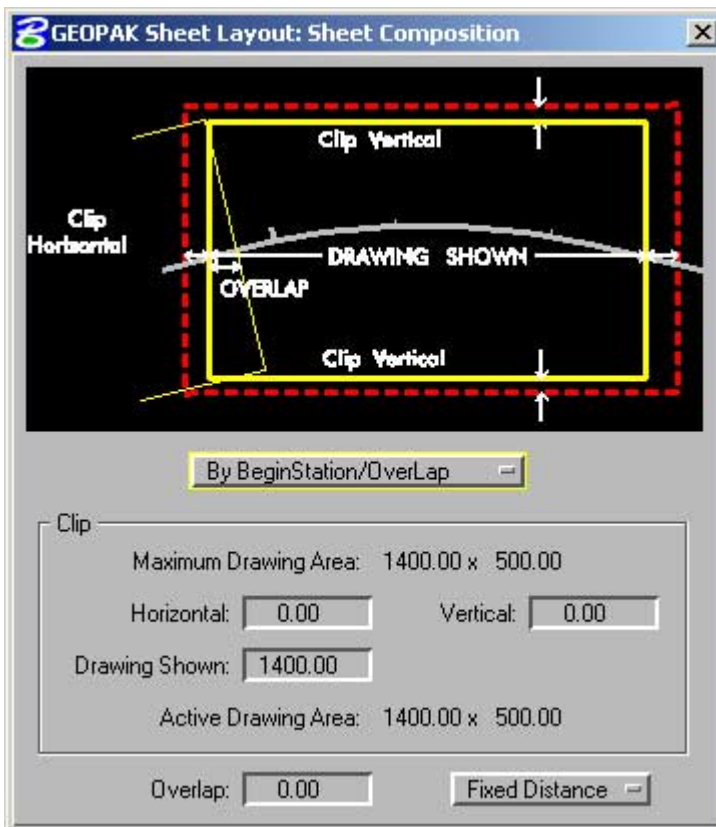 GEOPAK Sheet Layout: Sheet Composition
Clip Vertical
Clip
Horizontal
DRAWING SHOWN
OVERLAP
Clip Vertical
By BeginStation/OverLap
Clip
Maximum Drawing Area: 1400.00 x 500.00
Horizontal: 0.00 Vertical: 0.00
Drawing Shown: 1400.00
Active Drawing Area: 1400.00 x 500.00
Overlap: 0.00 Fixed Distance